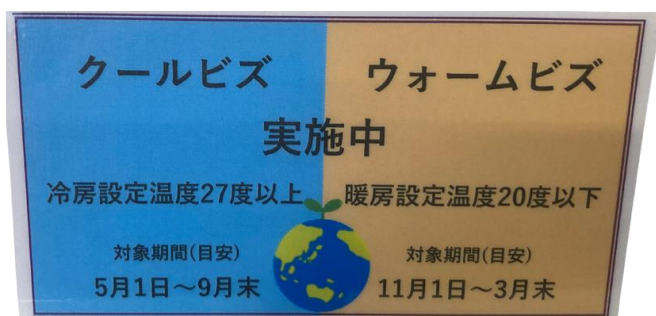 クールビズ ウォームビズ
実施中
冷房設定温度27度以上 暖房設定温度20度以下
対象期間(目安) 対象期間(目安)
5月1日～9月末 11月1日～3月末